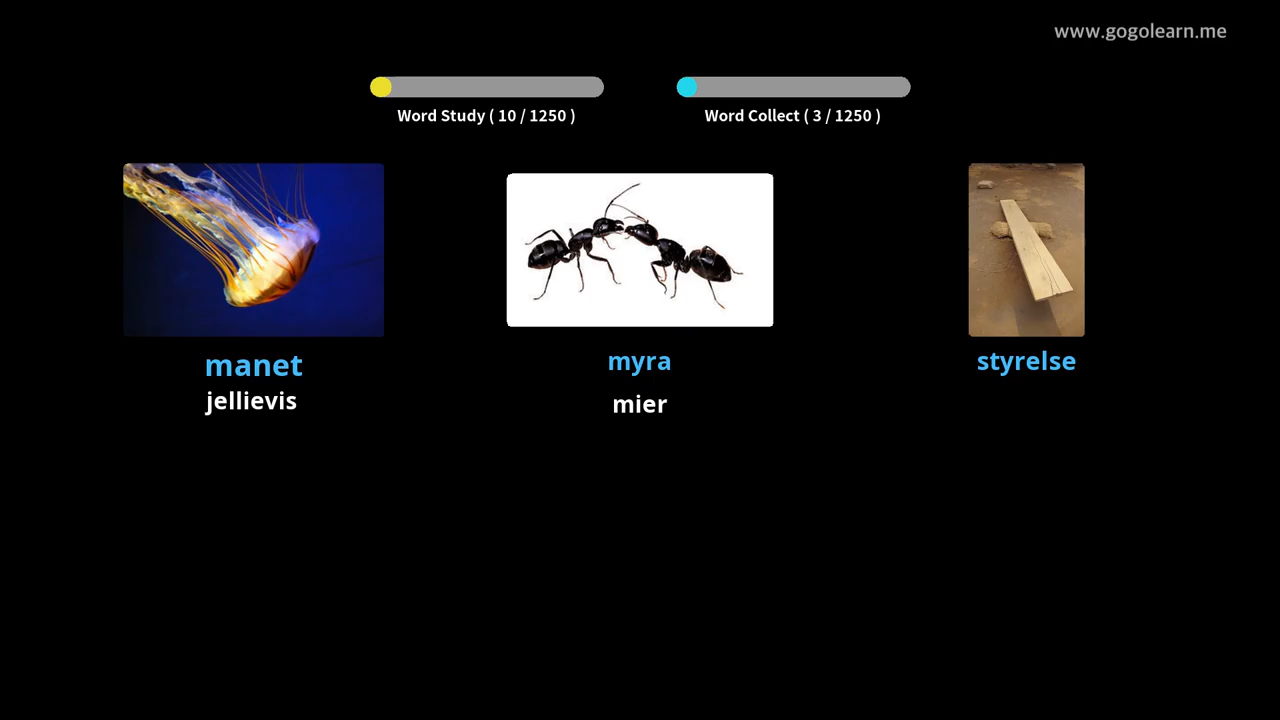 www.gogolearn.me
Word Study ( 10 / 1250 )
Word Collect ( 3 / 1250 )
manet
jellievis
myra
mier
styrelse